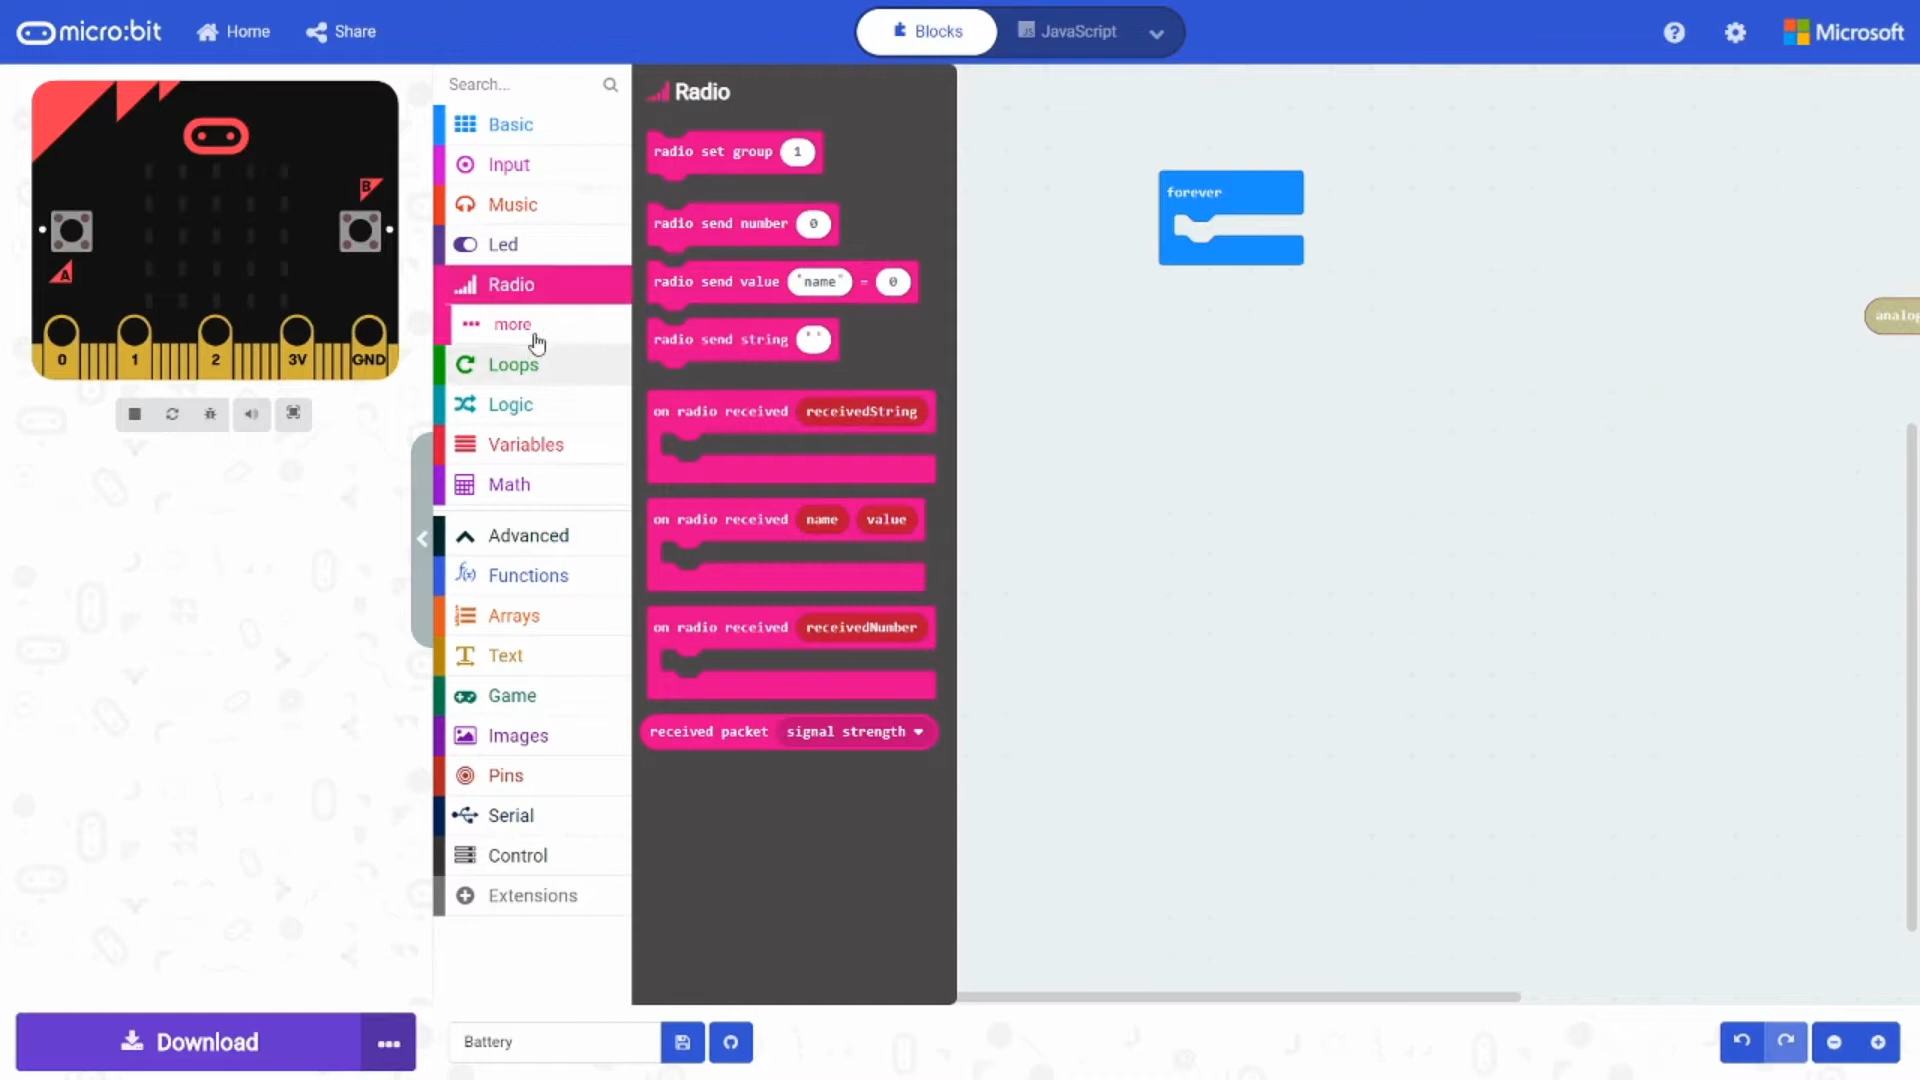 micro:bit
Home
Share
Blocks
JavaScript
Microsoft
B
A
0 1 2 3V GND
Search...
Basic
Input
Music
Led
Radio
more
Loops
Logic
Variables
Math
Advanced
Functions
Arrays
Text
Game
Images
Pins
Serial
Control
Extensions
Radio
radio set group 1
radio send number 0
radio send value "name" = 0
radio send string " "
on radio received receivedString
on radio received name value
on radio received receivedNumber
received packet signal strength
forever
analog
Download
Battery